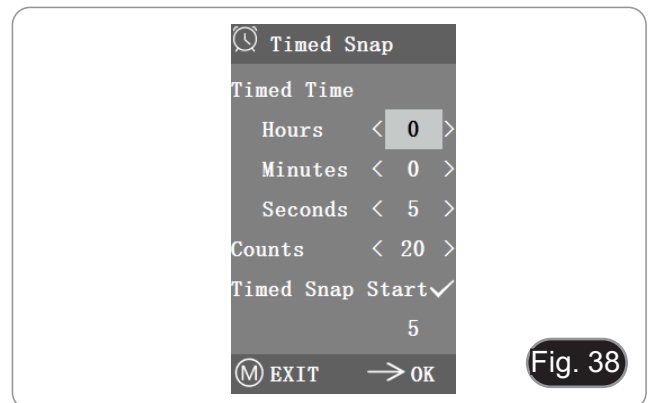 Timed Snap
Timed Time
Hours < 0 >
Minutes < 0 >
Seconds < 5 >
Counts < 20 >
Timed Snap Start✓
5
Ⓜ EXIT → OK
Fig. 38